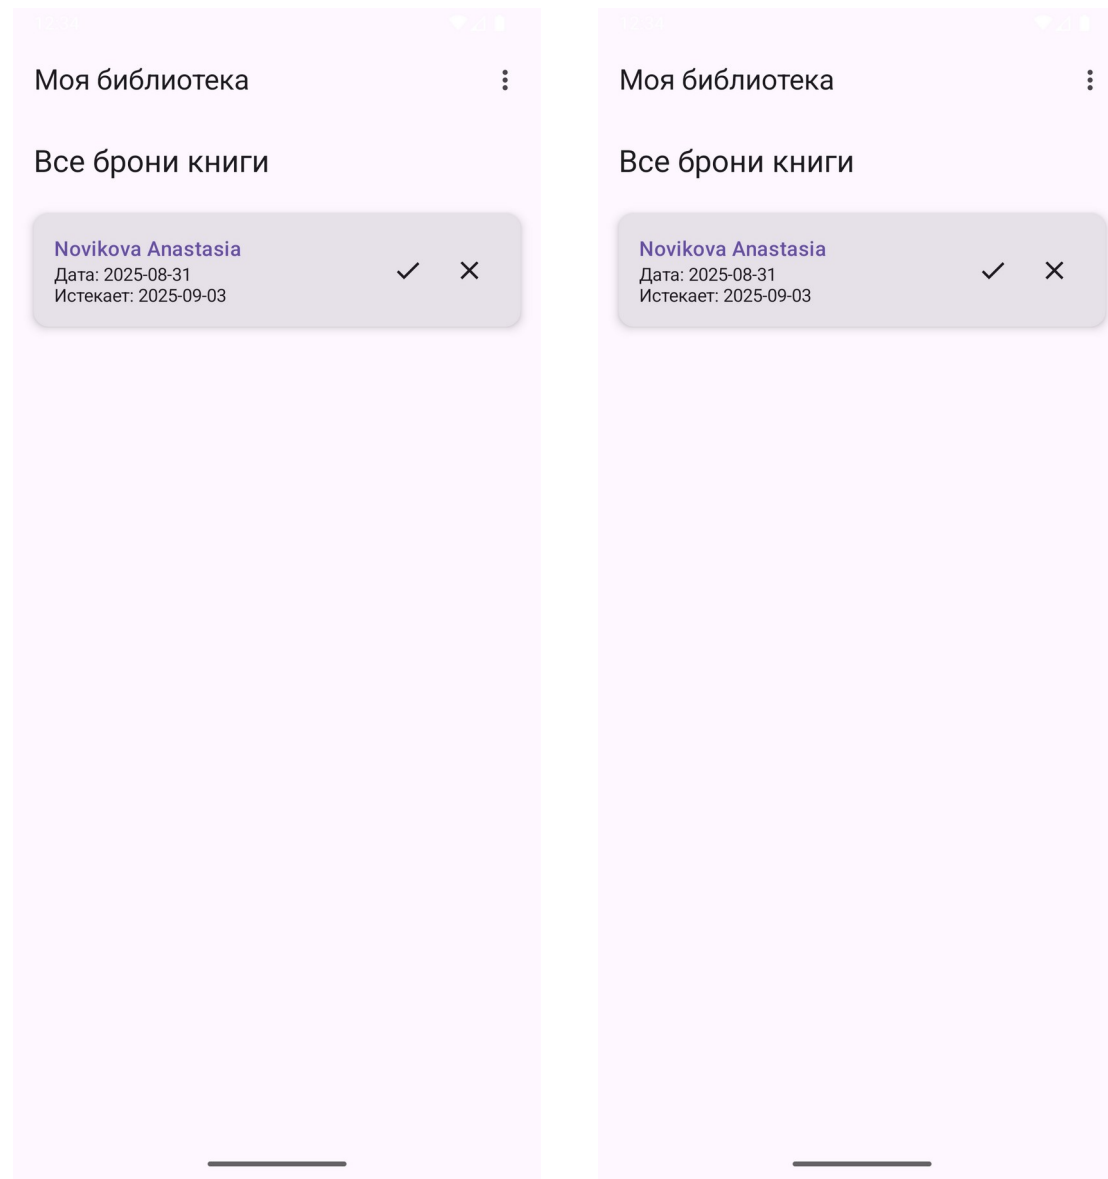 Моя библиотека
Все брони книги
Novikova Anastasia
Дата: 2025-08-31
Истекает: 2025-09-03
Моя библиотека
Все брони книги
Novikova Anastasia
Дата: 2025-08-31
Истекает: 2025-09-03